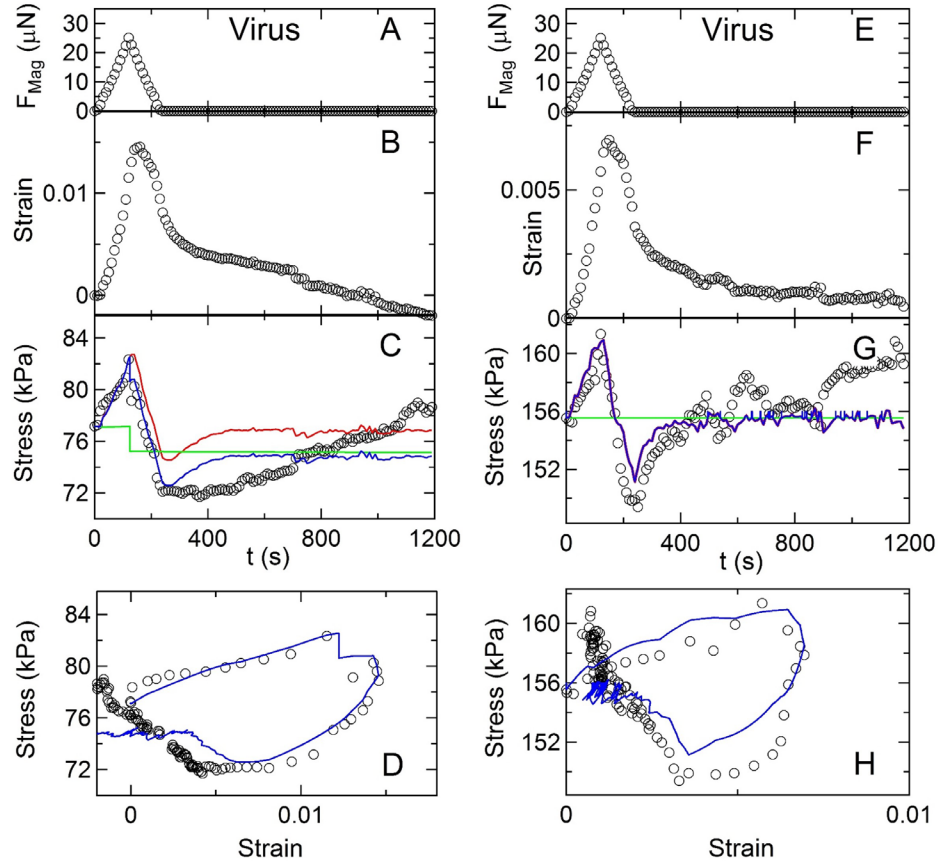 Virus
A
F_Mag (μN)
30
20
10
0
B
Strain
0.01
0
C
Stress (kPa)
84
80
76
72
0
400
800
1200
t (s)
D
Stress (kPa)
84
80
76
72
0
0.01
Strain
Virus
E
F_Mag (μN)
30
20
10
0
F
Strain
0.005
0
G
Stress (kPa)
160
156
152
0
400
800
1200
t (s)
H
Stress (kPa)
160
156
152
0
0.01
Strain